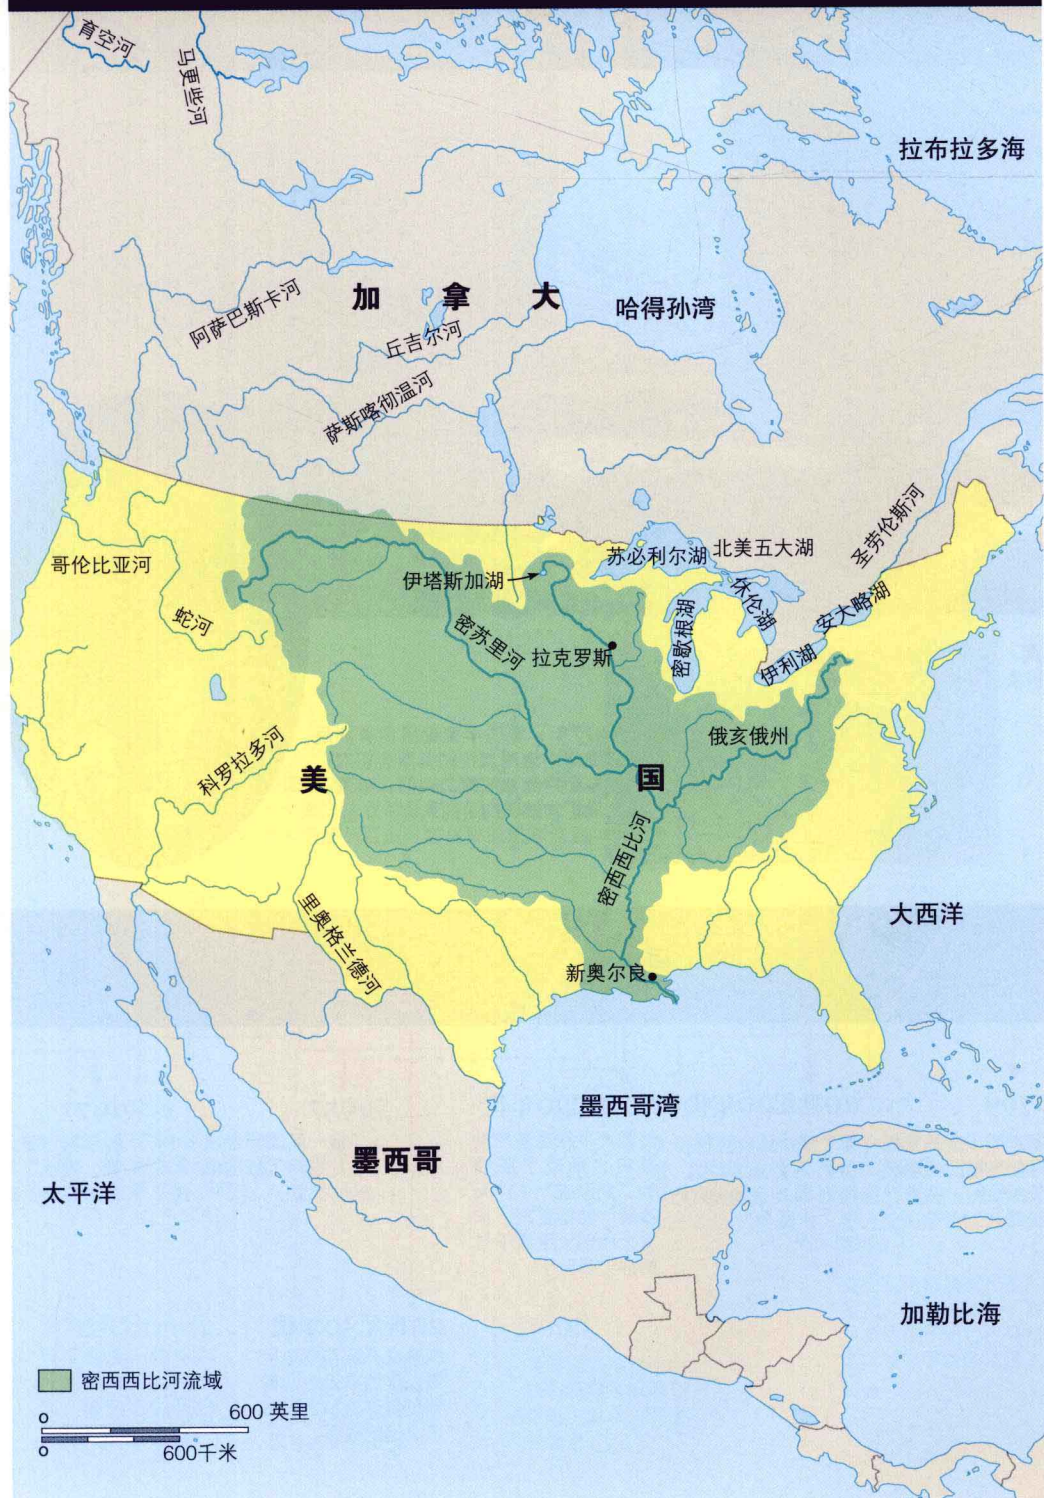 育空河
马更些河
拉布拉多海
阿萨巴斯卡河
加拿大
哈得孙湾
丘吉尔河
萨斯喀彻温河
圣劳伦斯河
哥伦比亚河
苏必利尔湖
北美五大湖
伊塔斯加湖
休伦湖
安大略湖
蛇河
密苏里河
拉克罗斯
密歇根湖
伊利湖
科罗拉多河
俄亥俄州
美国
密西西比河
里奥格兰德河
大西洋
新奥尔良
墨西哥湾
墨西哥
太平洋
加勒比海
密西西比河流域
0 600 英里
0 600千米